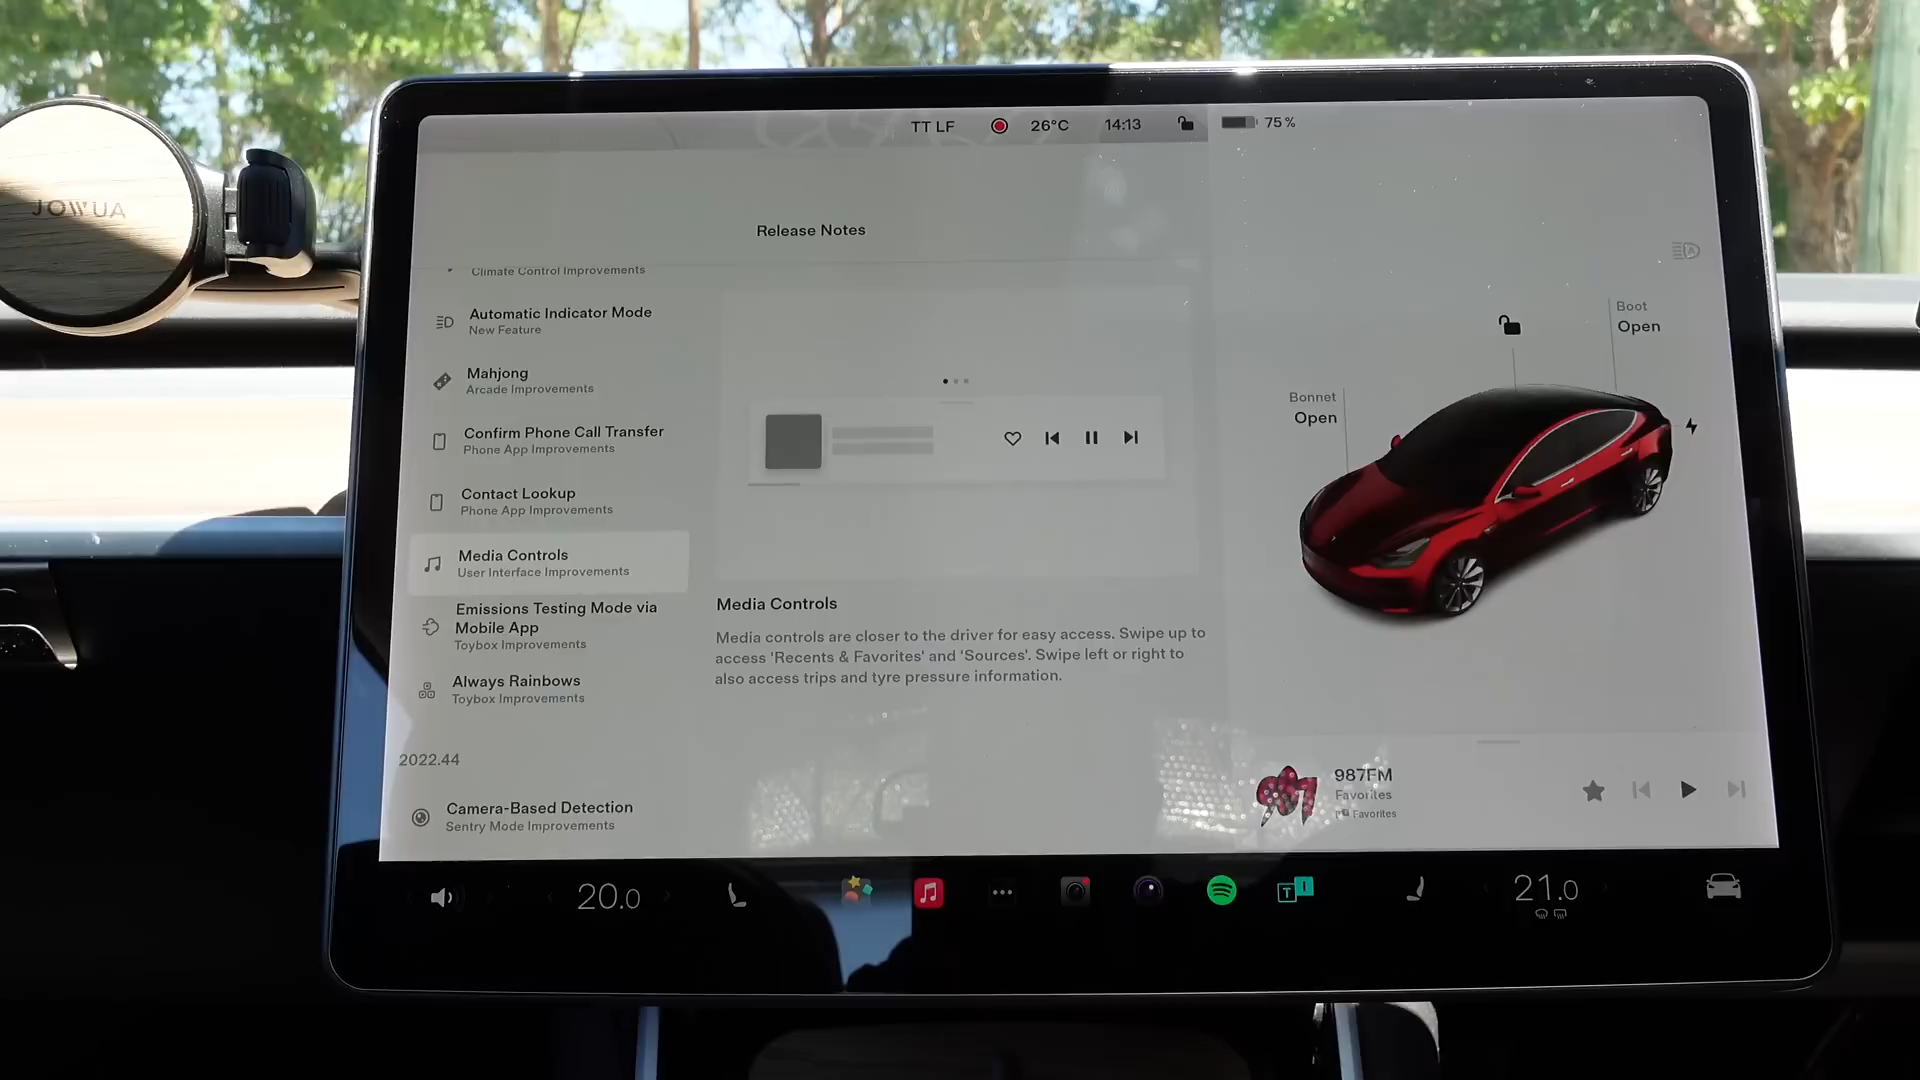 JOWUA
TT LF
26°C
14:13
75%
Release Notes
Climate Control Improvements
Automatic Indicator Mode
New Feature
Mahjong
Arcade Improvements
Confirm Phone Call Transfer
Phone App Improvements
Contact Lookup
Phone App Improvements
Media Controls
User Interface Improvements
Emissions Testing Mode via
Mobile App
Toybox Improvements
Always Rainbows
Toybox Improvements
2022.44
Camera-Based Detection
Sentry Mode Improvements
Media Controls
Media controls are closer to the driver for easy access. Swipe up to
access 'Recents & Favorites' and 'Sources'. Swipe left or right to
also access trips and tyre pressure information.
Boot
Open
Bonnet
Open
987FM
Favorites
Favorites
20.0
T I
21.0